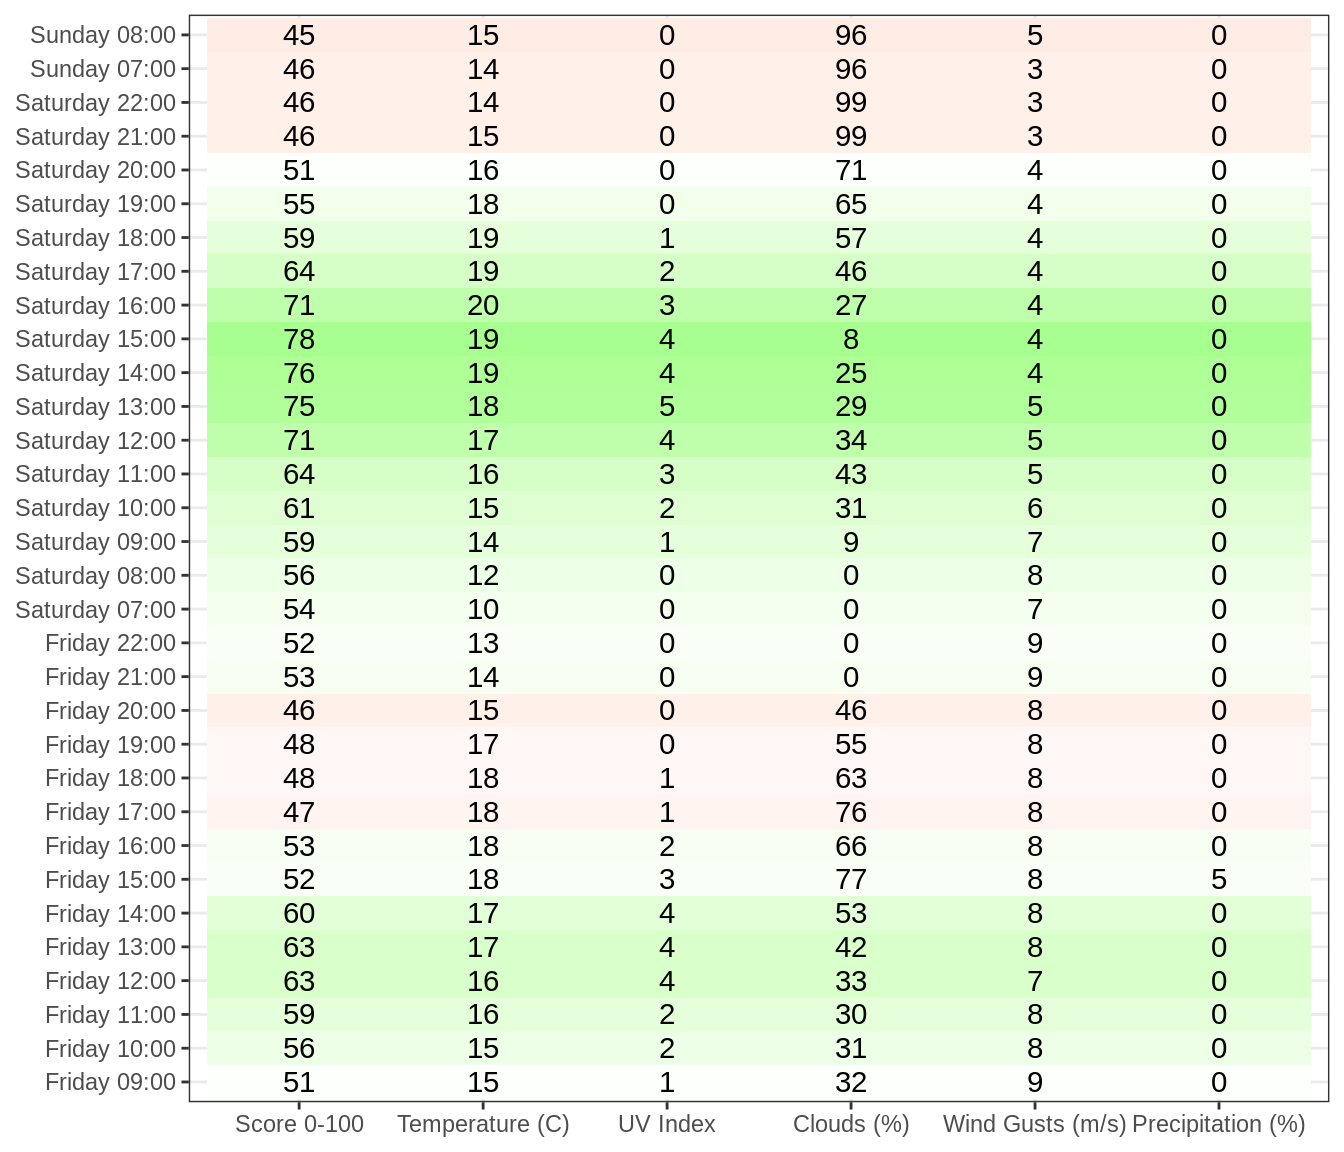 Sunday 08:00 45 15 0 96 5 0
Sunday 07:00 46 14 0 96 3 0
Saturday 22:00 46 14 0 99 3 0
Saturday 21:00 46 15 0 99 3 0
Saturday 20:00 51 16 0 71 4 0
Saturday 19:00 55 18 0 65 4 0
Saturday 18:00 59 19 1 57 4 0
Saturday 17:00 64 19 2 46 4 0
Saturday 16:00 71 20 3 27 4 0
Saturday 15:00 78 19 4 8 4 0
Saturday 14:00 76 19 4 25 4 0
Saturday 13:00 75 18 5 29 5 0
Saturday 12:00 71 17 4 34 5 0
Saturday 11:00 64 16 3 43 5 0
Saturday 10:00 61 15 2 31 6 0
Saturday 09:00 59 14 1 9 7 0
Saturday 08:00 56 12 0 0 8 0
Saturday 07:00 54 10 0 0 7 0
Friday 22:00 52 13 0 0 9 0
Friday 21:00 53 14 0 0 9 0
Friday 20:00 46 15 0 46 8 0
Friday 19:00 48 17 0 55 8 0
Friday 18:00 48 18 1 63 8 0
Friday 17:00 47 18 1 76 8 0
Friday 16:00 53 18 2 66 8 0
Friday 15:00 52 18 3 77 8 5
Friday 14:00 60 17 4 53 8 0
Friday 13:00 63 17 4 42 8 0
Friday 12:00 63 16 4 33 7 0
Friday 11:00 59 16 2 30 8 0
Friday 10:00 56 15 2 31 8 0
Friday 09:00 51 15 1 32 9 0
Score 0-100 Temperature (C) UV Index Clouds (%) Wind Gusts (m/s) Precipitation (%)